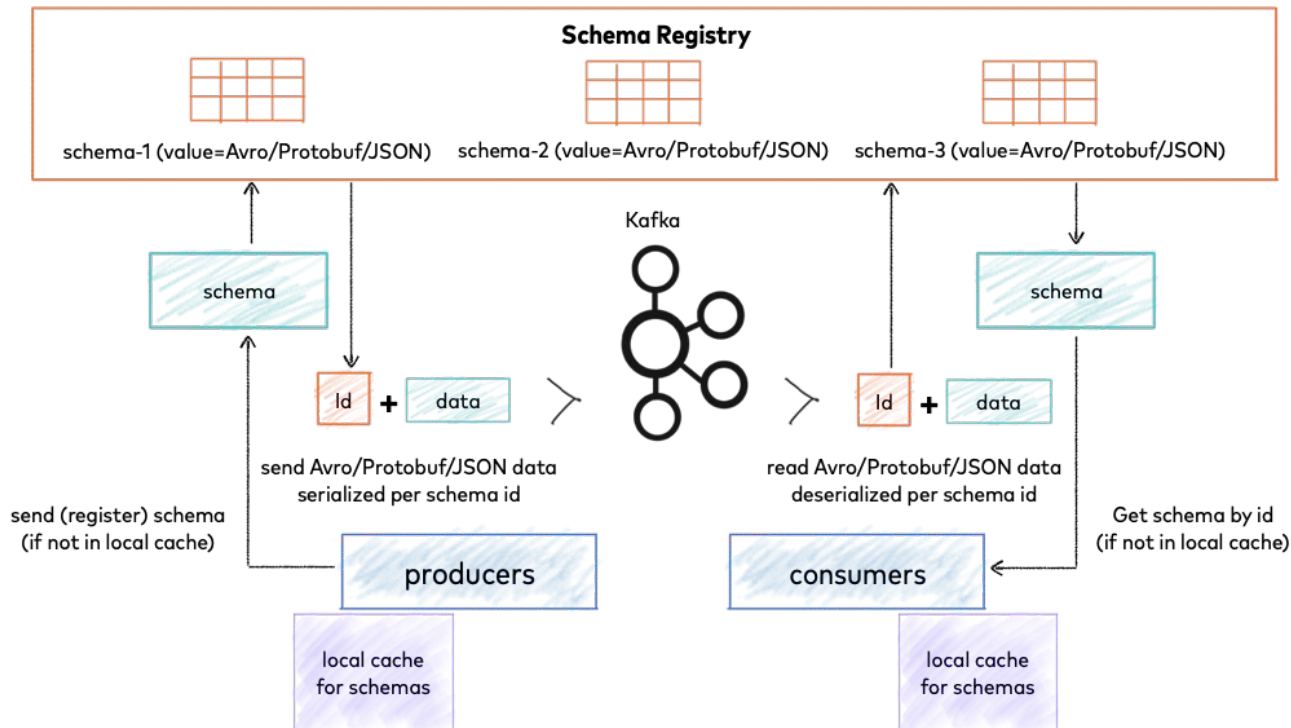 Schema Registry
schema-1 (value=Avro/Protobuf/JSON)
schema-2 (value=Avro/Protobuf/JSON)
schema-3 (value=Avro/Protobuf/JSON)
Kafka
schema
schema
Id
+
data
Id
+
data
send Avro/Protobuf/JSON data
serialized per schema id
read Avro/Protobuf/JSON data
deserialized per schema id
send (register) schema
(if not in local cache)
Get schema by id
(if not in local cache)
producers
consumers
local cache
for schemas
local cache
for schemas